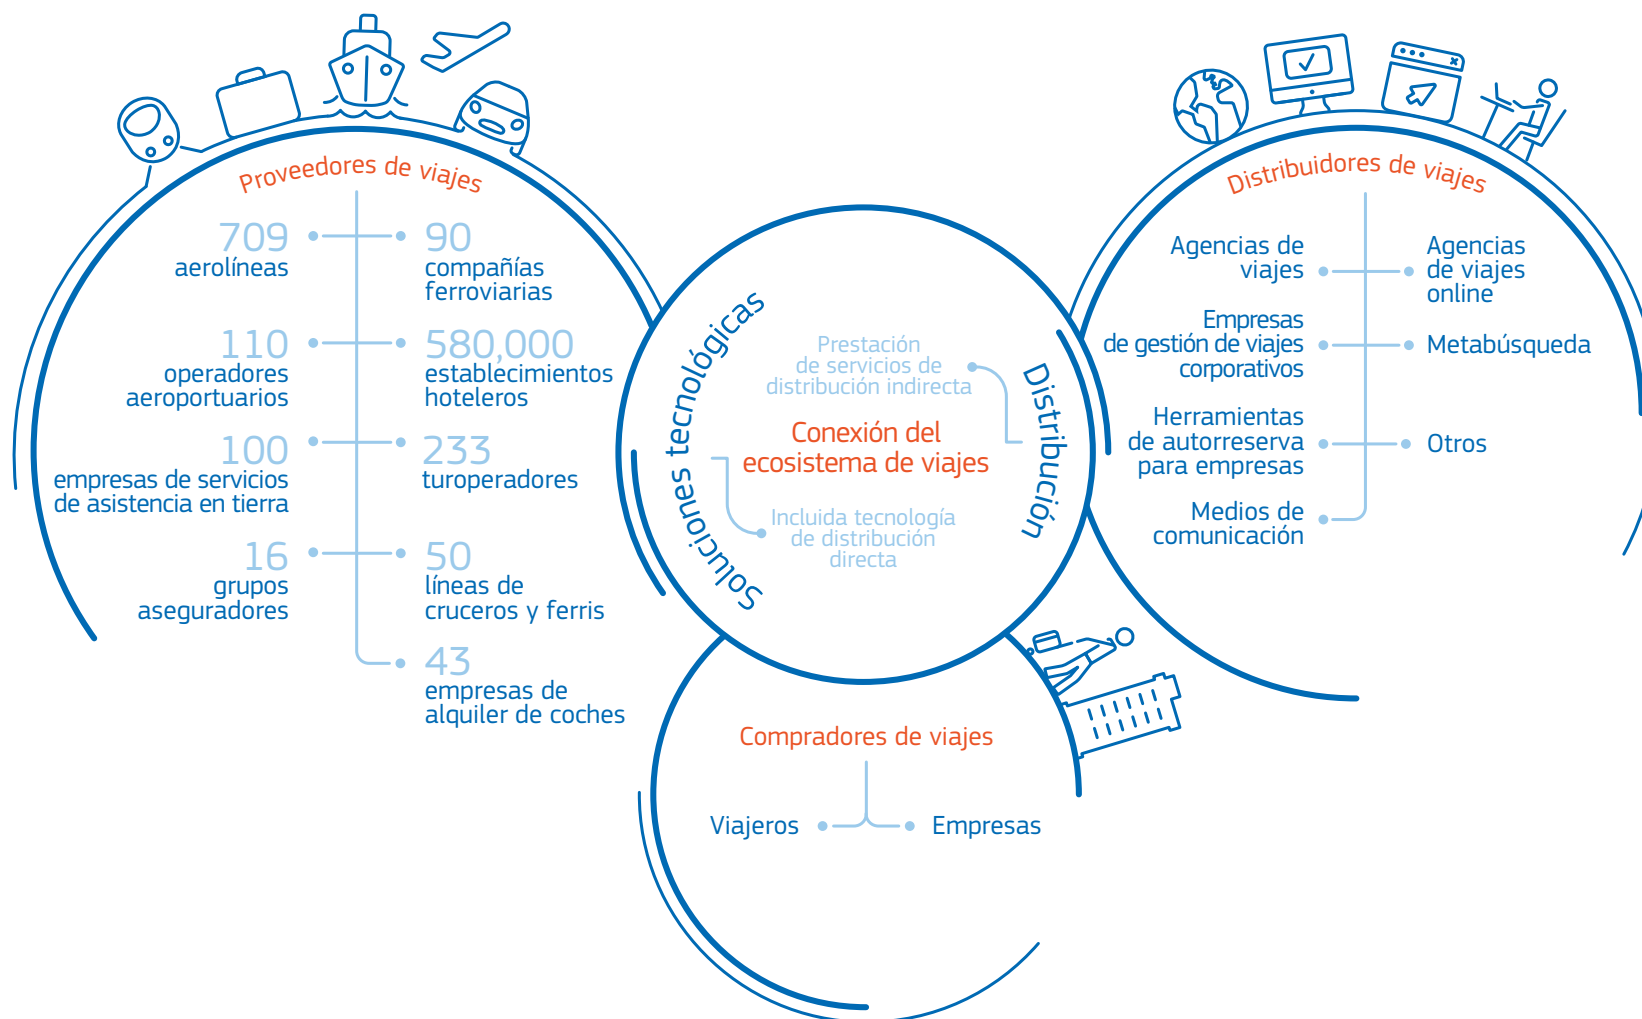 Proveedores de viajes
709
aerolíneas
90
compañías
ferroviarias
110
operadores
aeroportuarios
580,000
establecimientos
hoteleros
100
empresas de servicios
de asistencia en tierra
233
turoperadores
16
grupos
aseguradores
50
líneas de
cruceros y ferris
43
empresas de
alquiler de coches
Soluciones tecnológicas
Prestación
de servicios de
distribución indirecta
Conexión del
ecosistema de viajes
Incluida tecnología
de distribución
directa
Distribución
Distribuidores de viajes
Agencias de
viajes
Agencias
de viajes
online
Empresas
de gestión de viajes
corporativos
Metabúsqueda
Herramientas
de autorreserva
para empresas
Otros
Medios de
comunicación
Compradores de viajes
Viajeros
Empresas